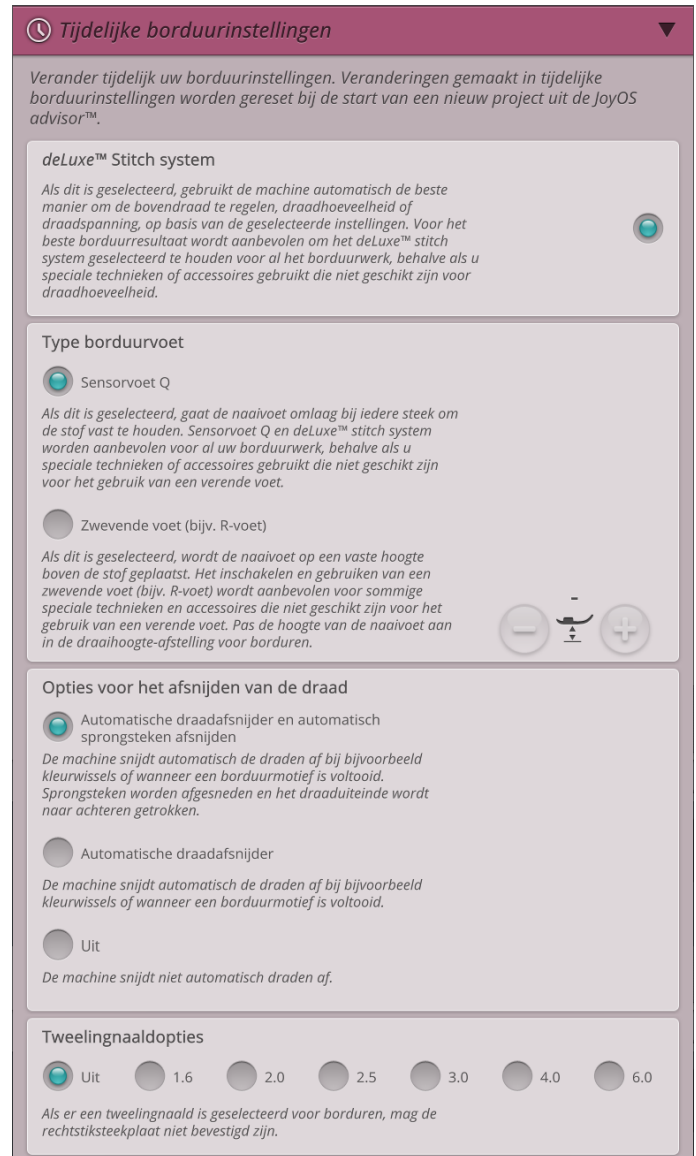 Tijdelijke borduurinstellingen
Verander tijdelijk uw borduurinstellingen. Veranderingen gemaakt in tijdelijke
borduurinstellingen worden gereset bij de start van een nieuw project uit de JoyOS
advisor™.
deLuxe™ Stitch system
Als dit is geselecteerd, gebruikt de machine automatisch de beste
manier om de bovendraad te regelen, draadhoeveelheid of
draadspanning, op basis van de geselecteerde instellingen. Voor het
beste borduurresultaat wordt aanbevolen om het deLuxe™ stitch
system geselecteerd te houden voor al het borduurwerk, behalve als u
speciale technieken of accessoires gebruikt die niet geschikt zijn voor
draadhoeveelheid.
Type borduurvoet
Sensorvoet Q
Als dit is geselecteerd, gaat de naaivoet omlaag bij iedere steek om
de stof vast te houden. Sensorvoet Q en deLuxe™ stitch system
worden aanbevolen voor al uw borduurwerk, behalve als u
speciale technieken of accessoires gebruikt die niet geschikt zijn
voor het gebruik van een verende voet.
Zwevende voet (bijv. R-voet)
Als dit is geselecteerd, wordt de naaivoet op een vaste hoogte
boven de stof geplaatst. Het inschakelen en gebruiken van een
zwevende voet (bijv. R-voet) wordt aanbevolen voor sommige
speciale technieken en accessoires die niet geschikt zijn voor het
gebruik van een verende voet. Pas de hoogte van de naaivoet aan
in de draaihoogte-afstelling voor borduren.
-
Opties voor het afsnijden van de draad
Automatische draadafsnijder en automatisch
sprongsteken afsnijden
De machine snijdt automatisch de draden af bij bijvoorbeeld
kleurwissels of wanneer een borduurmotief is voltooid.
Sprongsteken worden afgesneden en het draaduiteinde wordt
naar achteren getrokken.
Automatische draadafsnijder
De machine snijdt automatisch de draden af bij bijvoorbeeld
kleurwissels of wanneer een borduurmotief is voltooid.
Uit
De machine snijdt niet automatisch draden af.
Tweelingnaaldopties
Uit 1.6 2.0 2.5 3.0 4.0 6.0
Als er een tweelingnaald is geselecteerd voor borduren, mag de
rechtstiksteekplaat niet bevestigd zijn.